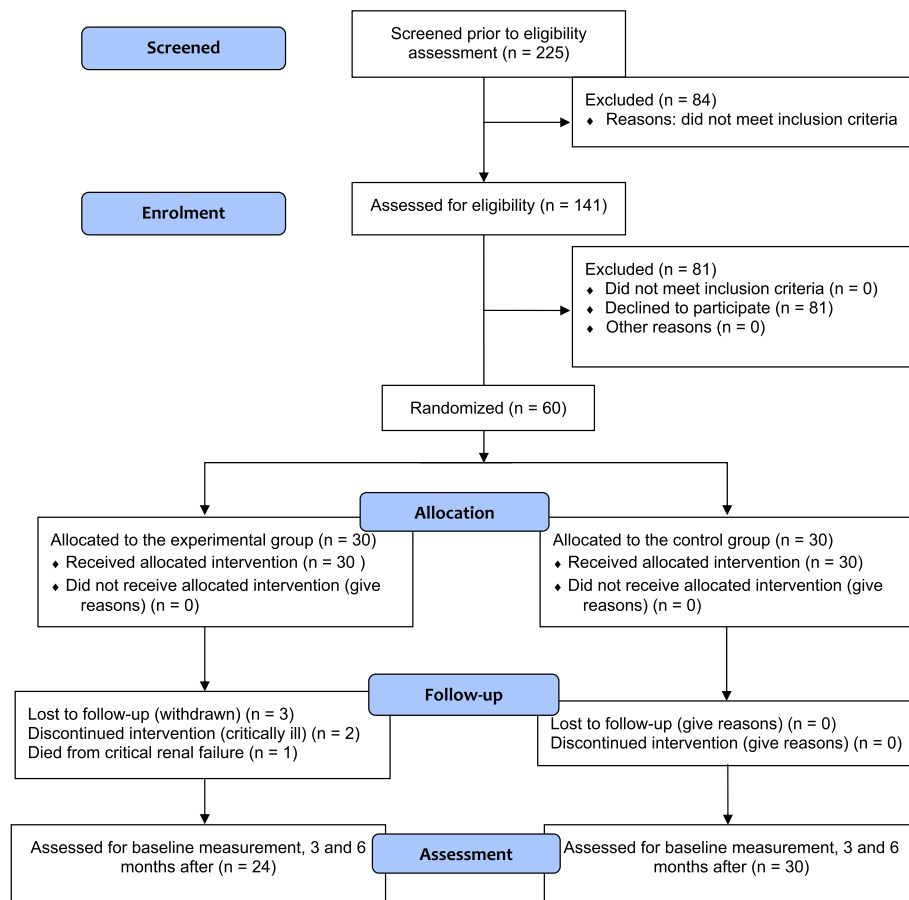 Screened
Screened prior to eligibility
assessment (n = 225)
Excluded (n = 84)
♦ Reasons: did not meet inclusion criteria
Enrolment
Assessed for eligibility (n = 141)
Excluded (n = 81)
♦ Did not meet inclusion criteria (n = 0)
♦ Declined to participate (n = 81)
♦ Other reasons (n = 0)
Randomized (n = 60)
Allocation
Allocated to the experimental group (n = 30)
♦ Received allocated intervention (n = 30 )
♦ Did not receive allocated intervention (give
reasons) (n = 0)
Allocated to the control group (n = 30)
♦ Received allocated intervention (n = 30)
♦ Did not receive allocated intervention (give
reasons) (n = 0)
Follow-up
Lost to follow-up (withdrawn) (n = 3)
Discontinued intervention (critically ill) (n = 2)
Died from critical renal failure (n = 1)
Lost to follow-up (give reasons) (n = 0)
Discontinued intervention (give reasons) (n = 0)
Assessment
Assessed for baseline measurement, 3 and 6
months after (n = 24)
Assessed for baseline measurement, 3 and 6
months after (n = 30)